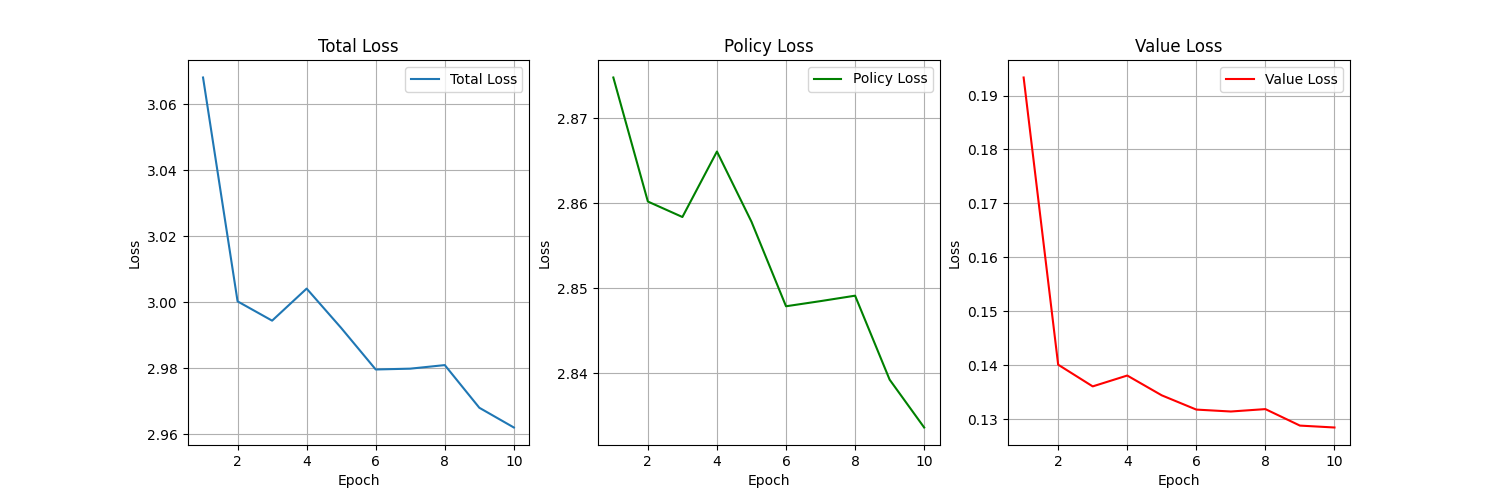 Total Loss
Total Loss
3.06
3.04
3.02
3.00
2.98
2.96
Loss
2
4
6
8
10
Epoch
Policy Loss
Policy Loss
2.87
2.86
2.85
2.84
Loss
2
4
6
8
10
Epoch
Value Loss
Value Loss
0.19
0.18
0.17
0.16
0.15
0.14
0.13
Loss
2
4
6
8
10
Epoch